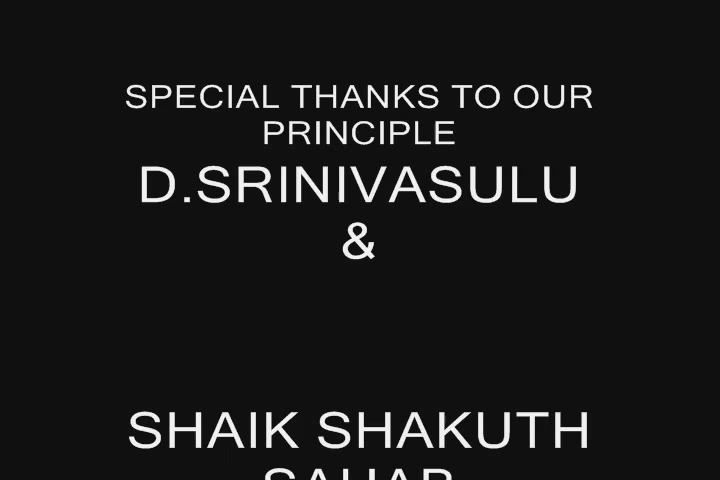 SPECIAL THANKS TO OUR
PRINCIPLE
D.SRINIVASULU
&
SHAIK SHAKUTH